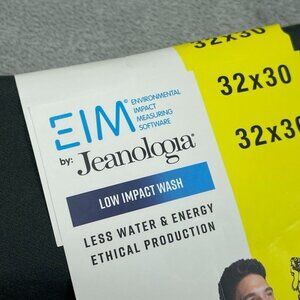 32x30
32x30
32x30
EIM®
ENVIRONMENTAL
IMPACT
MEASURING
SOFTWARE
by: Jeanologia®
LOW IMPACT WASH
LESS WATER & ENERGY
ETHICAL PRODUCTION